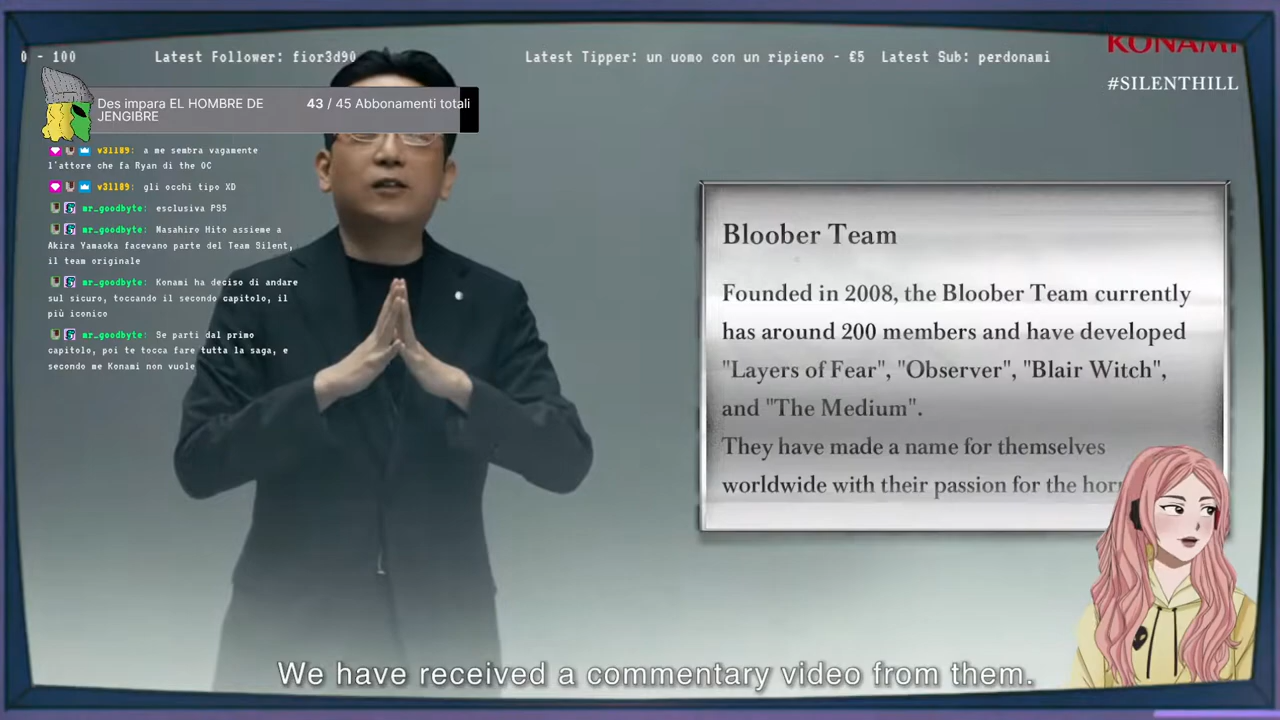 0 - 100
Latest Follower: fior3d90
Latest Tipper: un uomo con un ripieno - €5
Latest Sub: perdonami
KONAMI
#SILENTHILL
Des impara EL HOMBRE DE
JENGIBRE
43 / 45 Abbonamenti totali
v31189: a me sembra vagamente
l'attore che fa Ryan di the OC
v31189: gli occhi tipo XD
mr_goodbyte: esclusiva PS5
mr_goodbyte: Masahiro Hito assieme a
Akira Yamaoka facevano parte del Team Silent,
il team originale
mr_goodbyte: Konami ha deciso di andare
sul sicuro, toccando il secondo capitolo, il
più iconico
mr_goodbyte: Se parti dal primo
capitolo, poi te tocca fare tutta la saga, e
secondo me Konami non vuole
Bloober Team
Founded in 2008, the Bloober Team currently
has around 200 members and have developed
"Layers of Fear", "Observer", "Blair Witch",
and "The Medium".
They have made a name for themselves
worldwide with their passion for the
We have received a commentary video from them.